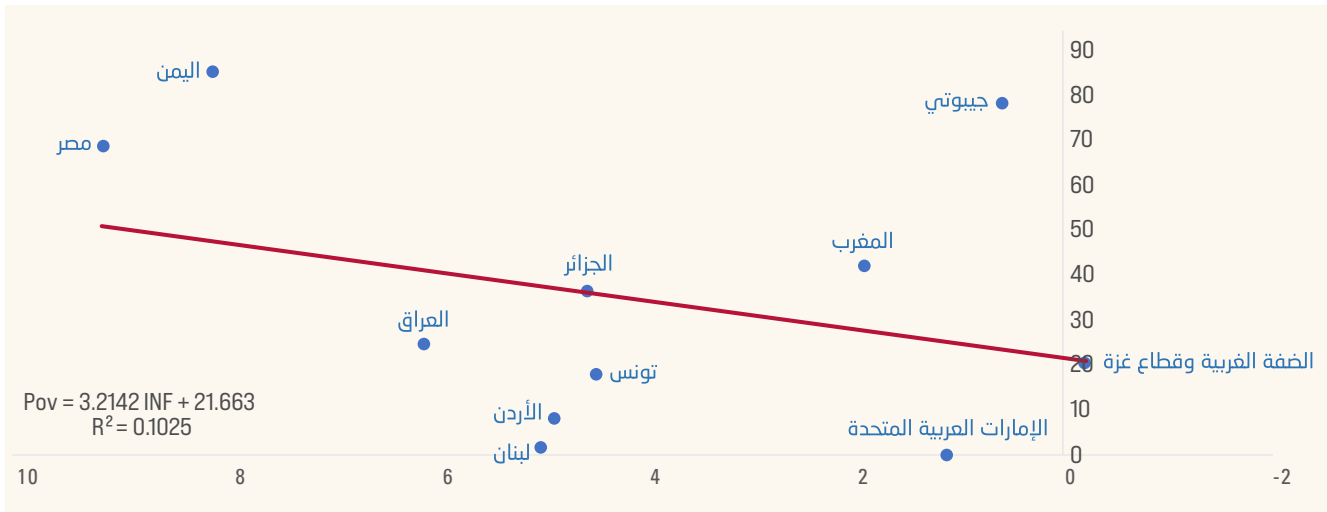 90
80
70
60
50
40
30
20
10
0
اليمن
جيبوتي
مصر
المغرب
الجزائر
العراق
الضفة الغربية وقطاع غزة
تونس
الأردن
الإمارات العربية المتحدة
لبنان
Pov = 3.2142 INF + 21.663
R² = 0.1025
10 8 6 4 2 0 -2